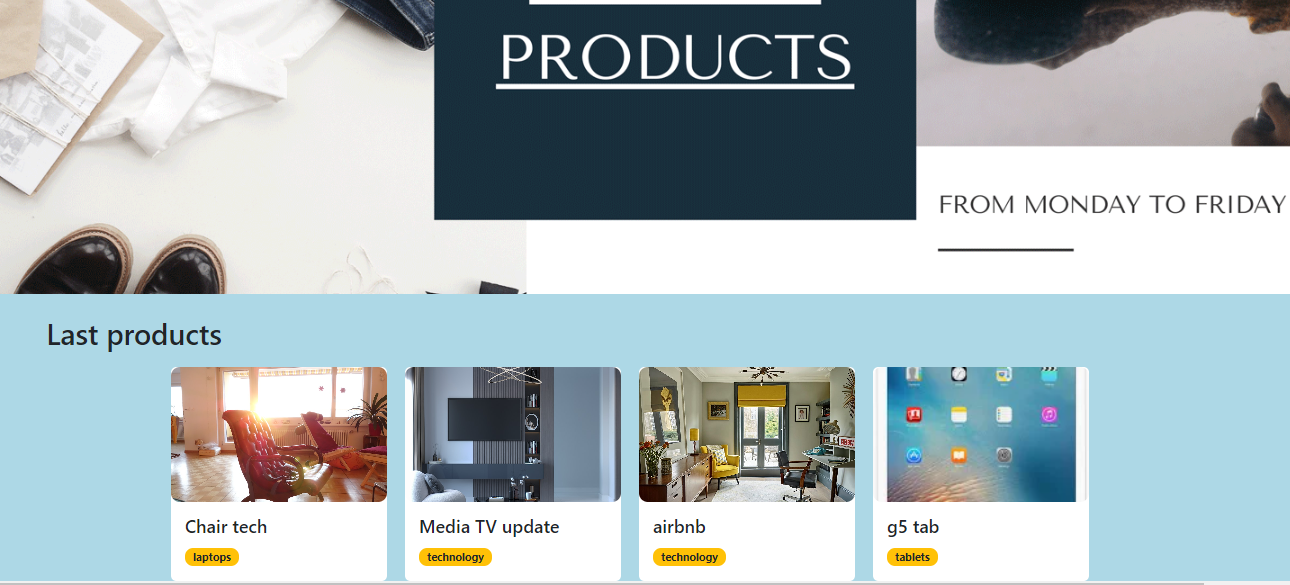 PRODUCTS
FROM MONDAY TO FRIDAY
Last products
Chair tech
laptops
Media TV update
technology
airbnb
technology
g5 tab
tablets